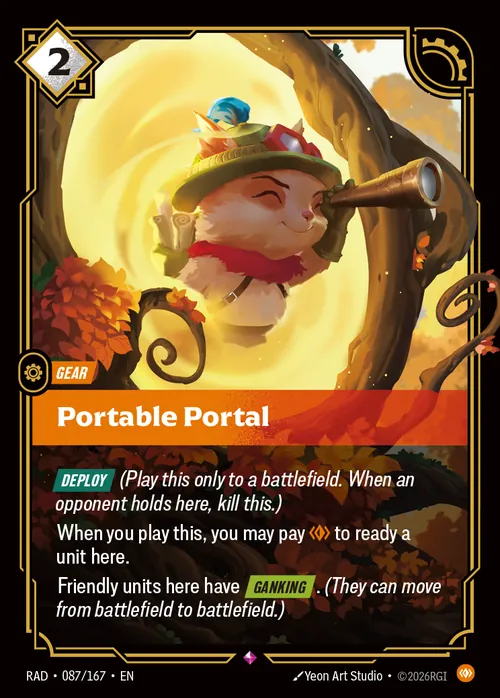 2
GEAR
Portable Portal
DEPLOY (Play this only to a battlefield. When an
opponent holds here, kill this.)
When you play this, you may pay to ready a
unit here.
Friendly units here have GANKING . (They can move
from battlefield to battlefield.)
RAD • 087/167 • EN
Yeon Art Studio • ©2026RGI